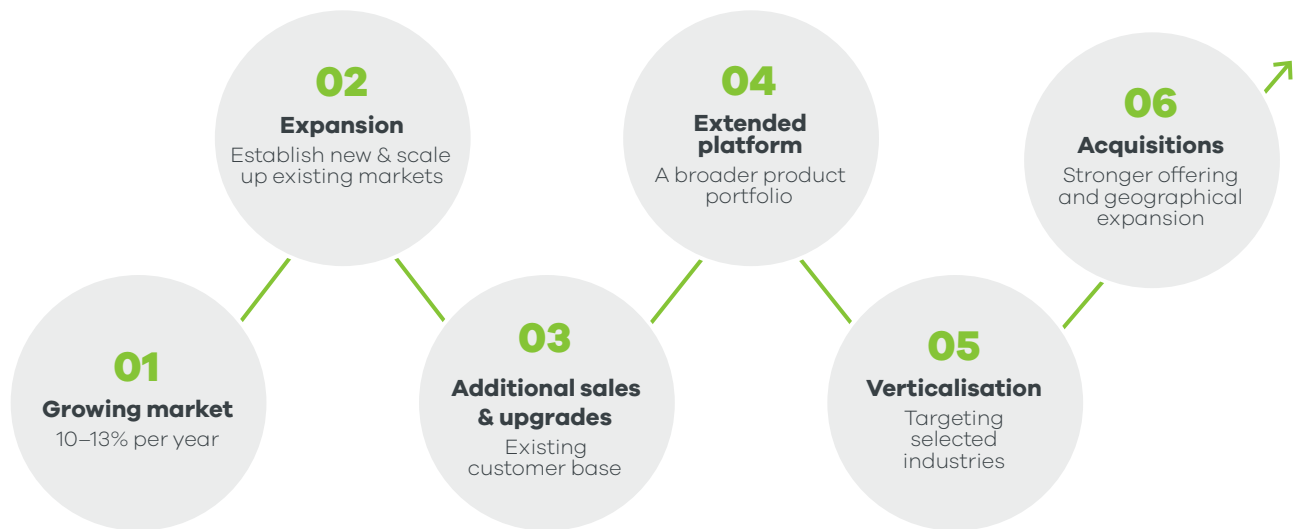 01
Growing market
10–13% per year
02
Expansion
Establish new & scale
up existing markets
03
Additional sales
& upgrades
Existing
customer base
04
Extended
platform
A broader product
portfolio
05
Verticalisation
Targeting
selected
industries
06
Acquisitions
Stronger offering
and geographical
expansion